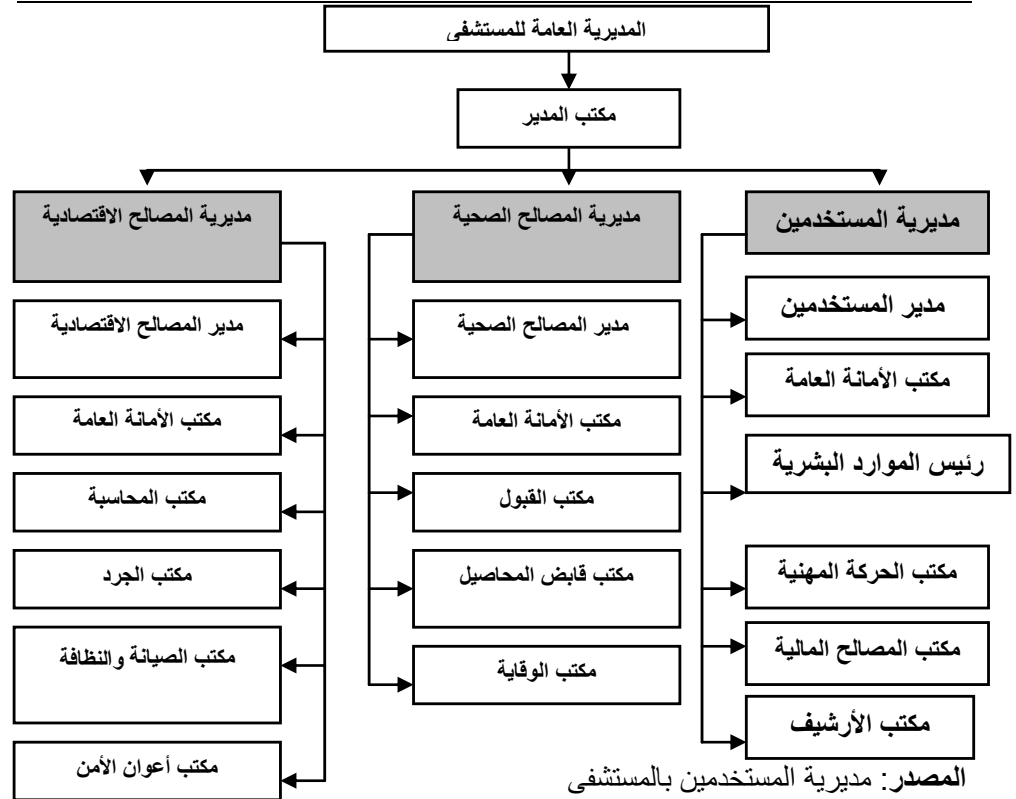 المديرية العامة للمستشفى
مكتب المدير
مديرية المستخدمين
مدير المستخدمين
مكتب الأمانة العامة
رئيس الموارد البشرية
مكتب الحركة المهنية
مكتب المصالح المالية
مكتب الأرشيف
مديرية المصالح الصحية
مدير المصالح الصحية
مكتب الأمانة العامة
مكتب القبول
مكتب قابض المحاصيل
مكتب الوقاية
مديرية المصالح الاقتصادية
مدير المصالح الاقتصادية
مكتب الأمانة العامة
مكتب المحاسبة
مكتب الجرد
مكتب الصيانة والنظافة
مكتب أعوان الأمن
المصدر: مديرية المستخدمين بالمستشفى